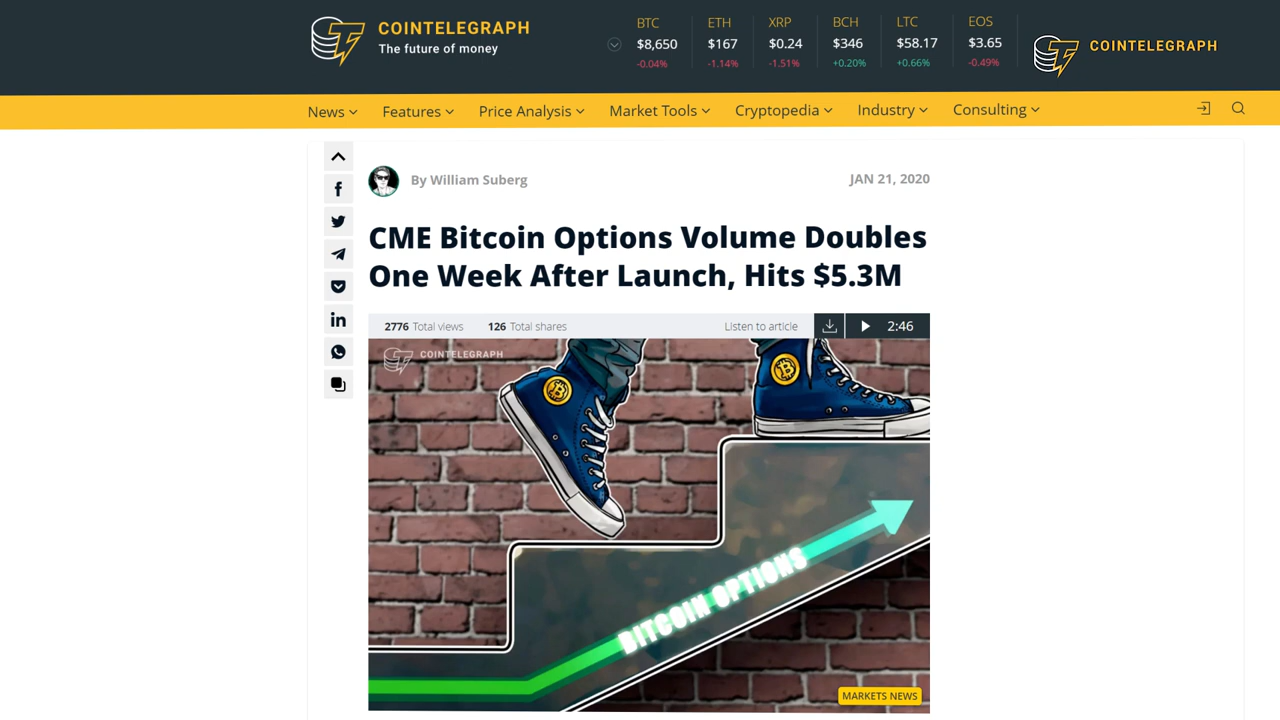 COINTELEGRAPH
The future of money
BTC
$8,650
-0.04%
ETH
$167
-1.14%
XRP
$0.24
-1.51%
BCH
$346
+0.20%
LTC
$58.17
+0.66%
EOS
$3.65
-0.49%
COINTELEGRAPH
News Features Price Analysis Market Tools Cryptopedia Industry Consulting
By William Suberg
JAN 21, 2020
CME Bitcoin Options Volume Doubles
One Week After Launch, Hits $5.3M
2776 Total views 126 Total shares Listen to article 2:46
COINTELEGRAPH
BITCOIN OPTIONS
MARKETS NEWS